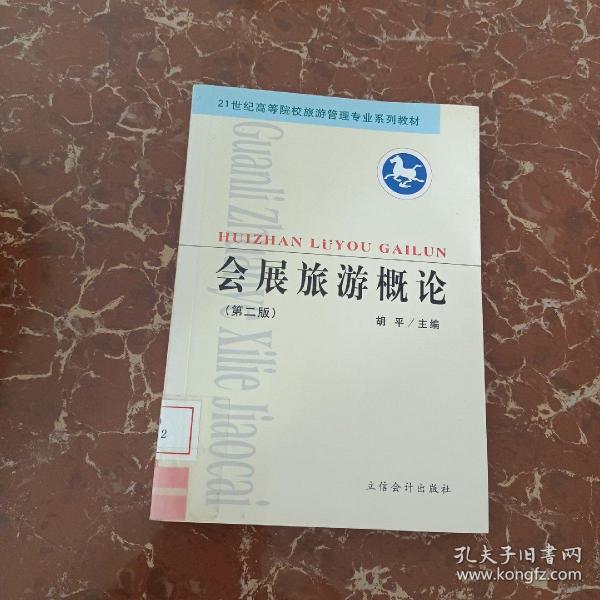 21世纪高等院校旅游管理专业系列教材
Guanli Zhuanye Xilie Jiaocai
HUIZHAN LUYOU GAILUN
会展旅游概论
(第二版)
胡 平/主编
2
立信会计出版社
孔夫子旧书网
www.kongfz.com